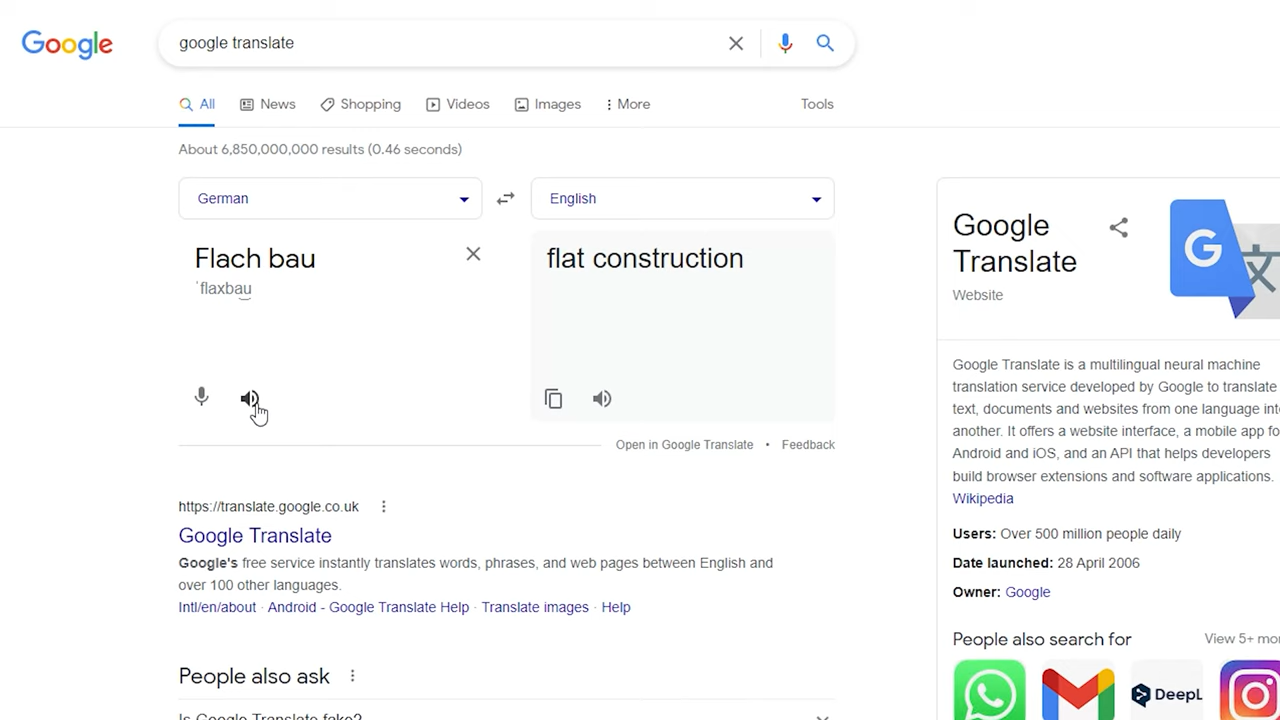 Google
google translate
All
News
Shopping
Videos
Images
More
Tools
About 6,850,000,000 results (0.46 seconds)
German
English
Flach bau
ˈflaxba͜u
flat construction
Open in Google Translate • Feedback
https://translate.google.co.uk
Google Translate
Google's free service instantly translates words, phrases, and web pages between English and
over 100 other languages.
Intl/en/about · Android - Google Translate Help · Translate images · Help
People also ask
Is Google Translate fake?
Google
Translate
Website
G
文
Google Translate is a multilingual neural machine
translation service developed by Google to translate
text, documents and websites from one language
another. It offers a website interface, a mobile app
Android and iOS, and an API that helps developers
build browser extensions and software applications.
Wikipedia
Users: Over 500 million people daily
Date launched: 28 April 2006
Owner: Google
People also search for
View 5+
DeepL